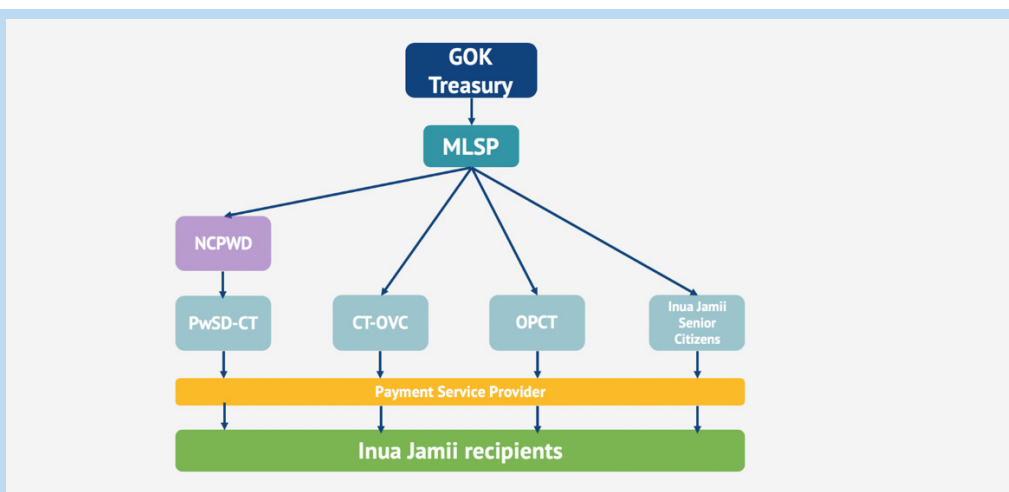 GOK
Treasury
MLSP
NCPWD
PwSD-CT
CT-OVC
OPCT
Inua Jamii
Senior
Citizens
Payment Service Provider
Inua Jamii recipients